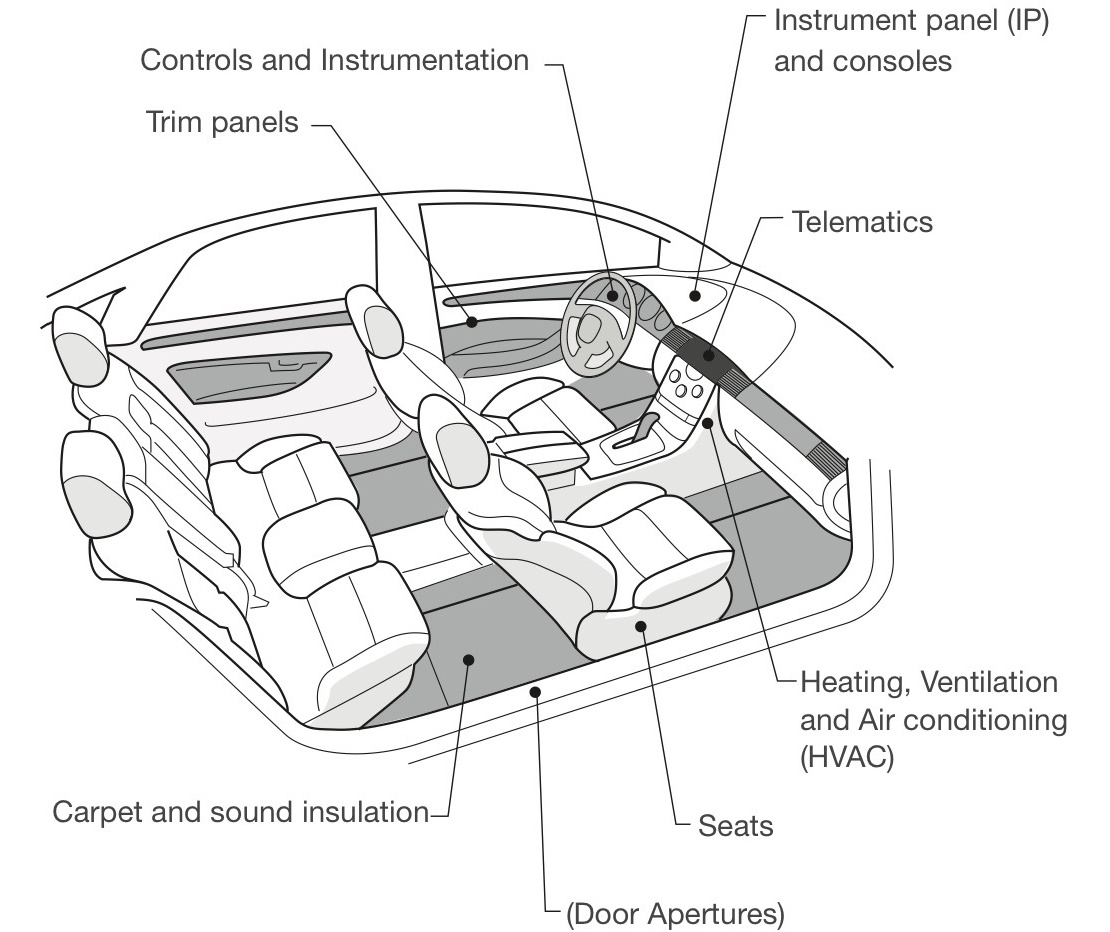 Instrument panel (IP)
and consoles
Controls and Instrumentation
Trim panels
Telematics
Heating, Ventilation
and Air conditioning
(HVAC)
Carpet and sound insulation
Seats
(Door Apertures)